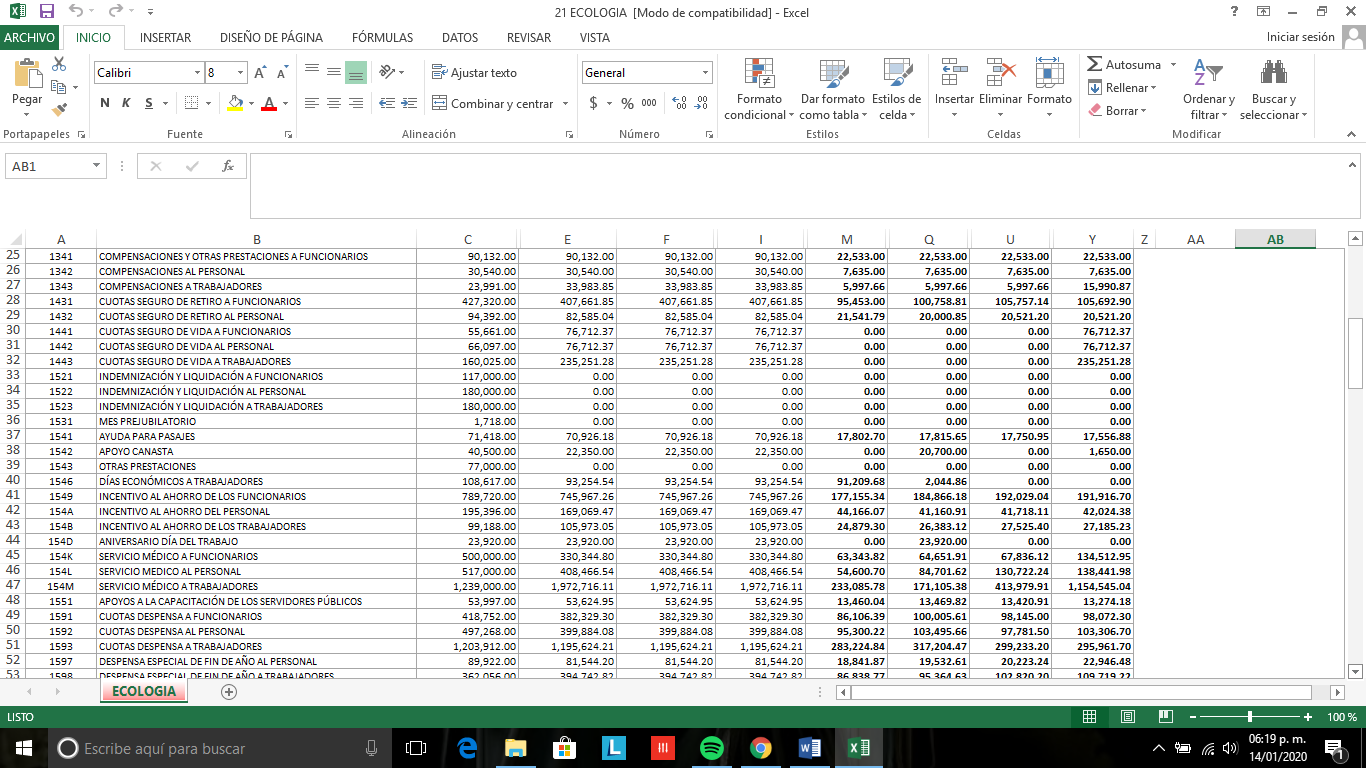 21 ECOLOGIA [Modo de compatibilidad] - Excel
ARCHIVO INICIO INSERTAR DISEÑO DE PÁGINA FÓRMULAS DATOS REVISAR VISTA Iniciar sesión
Pegar Calibri 8 N K S Ajustar texto Combinar y centrar General $ % 000 Formato condicional Dar formato como tabla Estilos de celda Insertar Eliminar Formato Autosuma Rellenar Borrar Ordenar y filtrar Buscar y seleccionar
Portapapeles Fuente Alineación Número Estilos Celdas Modificar
AB1 fx
A B C E F I M Q U Y Z AA AB
25 1341 COMPENSACIONES Y OTRAS PRESTACIONES A FUNCIONARIOS 90,132.00 90,132.00 90,132.00 90,132.00 22,533.00 22,533.00 22,533.00 22,533.00
26 1342 COMPENSACIONES AL PERSONAL 30,540.00 30,540.00 30,540.00 30,540.00 7,635.00 7,635.00 7,635.00 7,635.00
27 1343 COMPENSACIONES A TRABAJADORES 23,991.00 33,983.85 33,983.85 33,983.85 5,997.66 5,997.66 5,997.66 15,990.87
28 1431 CUOTAS SEGURO DE RETIRO A FUNCIONARIOS 427,320.00 407,661.85 407,661.85 407,661.85 95,453.00 100,758.81 105,757.14 105,692.90
29 1432 CUOTAS SEGURO DE RETIRO AL PERSONAL 94,392.00 82,585.04 82,585.04 82,585.04 21,541.79 20,000.85 20,521.20 20,521.20
30 1441 CUOTAS SEGURO DE VIDA A FUNCIONARIOS 55,661.00 76,712.37 76,712.37 76,712.37 0.00 0.00 0.00 76,712.37
31 1442 CUOTAS SEGURO DE VIDA AL PERSONAL 66,097.00 76,712.37 76,712.37 76,712.37 0.00 0.00 0.00 76,712.37
32 1443 CUOTAS SEGURO DE VIDA A TRABAJADORES 160,025.00 235,251.28 235,251.28 235,251.28 0.00 0.00 0.00 235,251.28
33 1521 INDEMNIZACIÓN Y LIQUIDACIÓN A FUNCIONARIOS 117,000.00 0.00 0.00 0.00 0.00 0.00 0.00 0.00
34 1522 INDEMNIZACIÓN Y LIQUIDACIÓN AL PERSONAL 180,000.00 0.00 0.00 0.00 0.00 0.00 0.00 0.00
35 1523 INDEMNIZACIÓN Y LIQUIDACIÓN A TRABAJADORES 180,000.00 0.00 0.00 0.00 0.00 0.00 0.00 0.00
36 1531 MES PREJUBILATORIO 1,718.00 0.00 0.00 0.00 0.00 0.00 0.00 0.00
37 1541 AYUDA PARA PASAJES 71,418.00 70,926.18 70,926.18 70,926.18 17,802.70 17,815.65 17,750.95 17,556.88
38 1542 APOYO CANASTA 40,500.00 22,350.00 22,350.00 22,350.00 0.00 20,700.00 0.00 1,650.00
39 1543 OTRAS PRESTACIONES 77,000.00 0.00 0.00 0.00 0.00 0.00 0.00 0.00
40 1546 DÍAS ECONÓMICOS A TRABAJADORES 108,617.00 93,254.54 93,254.54 93,254.54 91,209.68 2,044.86 0.00 0.00
41 1549 INCENTIVO AL AHORRO DE LOS FUNCIONARIOS 789,720.00 745,967.26 745,967.26 745,967.26 177,155.34 184,866.18 192,029.04 191,916.70
42 154A INCENTIVO AL AHORRO DEL PERSONAL 195,396.00 169,069.47 169,069.47 169,069.47 44,166.07 41,160.91 41,718.11 42,024.38
43 154B INCENTIVO AL AHORRO DE LOS TRABAJADORES 99,188.00 105,973.05 105,973.05 105,973.05 24,879.30 26,383.12 27,525.40 27,185.23
44 154D ANIVERSARIO DÍA DEL TRABAJO 23,920.00 23,920.00 23,920.00 23,920.00 0.00 23,920.00 0.00 0.00
45 154K SERVICIO MÉDICO A FUNCIONARIOS 500,000.00 330,344.80 330,344.80 330,344.80 63,343.82 64,651.91 67,836.12 134,512.95
46 154L SERVICIO MEDICO AL PERSONAL 517,000.00 408,466.54 408,466.54 408,466.54 54,600.70 84,701.62 130,722.24 138,441.98
47 154M SERVICIO MÉDICO A TRABAJADORES 1,239,000.00 1,972,716.11 1,972,716.11 1,972,716.11 233,085.78 171,105.38 413,979.91 1,154,545.04
48 1551 APOYOS A LA CAPACITACIÓN DE LOS SERVIDORES PÚBLICOS 53,997.00 53,624.95 53,624.95 53,624.95 13,460.04 13,469.82 13,420.91 13,274.18
49 1591 CUOTAS DESPENSA A FUNCIONARIOS 418,752.00 382,329.30 382,329.30 382,329.30 86,106.39 100,005.61 98,145.00 98,072.30
50 1592 CUOTAS DESPENSA AL PERSONAL 497,268.00 399,884.08 399,884.08 399,884.08 95,300.22 103,495.66 97,781.50 103,306.70
51 1593 CUOTAS DESPENSA A TRABAJADORES 1,203,912.00 1,195,624.21 1,195,624.21 1,195,624.21 283,224.84 317,204.47 299,233.20 295,961.70
52 1597 DESPENSA ESPECIAL DE FIN DE AÑO AL PERSONAL 89,922.00 81,544.20 81,544.20 81,544.20 18,841.87 19,532.61 20,223.24 22,946.48
53 1598 DESPENSA ESPECIAL DE FIN DE AÑO A TRABAJADORES 362,056.00 394,742.82 394,742.82 394,742.82 86,838.77 95,364.63 102,820.20 109,719.22
ECOLOGIA
LISTO 100 %
Escribe aquí para buscar 06:19 p. m.
14/01/2020